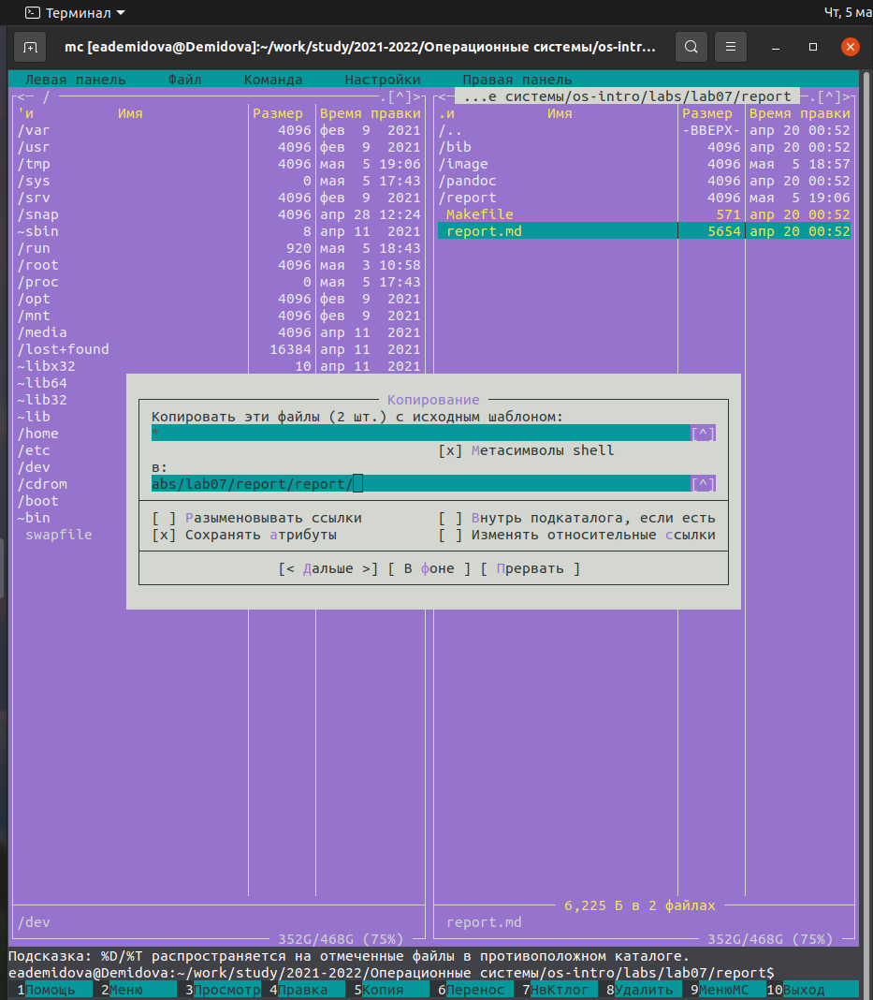 Терминал Чт, 5 ма
mc [eademidova@Demidova]:~/work/study/2021-2022/Операционные системы/os-intr...
Левая панель Файл Команда Настройки Правая панель
<─ / .[^]> <─ ...е системы/os-intro/labs/lab07/report .[^]>
'и Имя Размер Время правки .и Имя Размер Время правки
/var 4096 фев 9 2021 /.. -ВВЕРХ- апр 20 00:52
/usr 4096 фев 9 2021 /bib 4096 апр 20 00:52
/tmp 4096 мая 5 19:06 /image 4096 мая 5 18:57
/sys 0 мая 5 17:43 /pandoc 4096 апр 20 00:52
/srv 4096 фев 9 2021 /report 4096 мая 5 19:06
/snap 4096 апр 28 12:24 Makefile 571 апр 20 00:52
~sbin 8 апр 11 2021 report.md 5654 апр 20 00:52
/run 920 мая 5 18:43
/root 4096 мая 3 10:58
/proc 0 мая 5 17:43
/opt 4096 фев 9 2021
/mnt 4096 фев 9 2021
/media 4096 апр 11 2021
/lost+found 16384 апр 11 2021
~libx32 10 апр 11 2021
~lib64
~lib32
~lib
/home
/etc
/dev
/cdrom
/boot
~bin
swapfile
Копирование
Копировать эти файлы (2 шт.) с исходным шаблоном:
* [^]
[x] Метасимволы shell
в:
abs/lab07/report/report/ [^]
[ ] Разыменовывать ссылки [ ] Внутрь подкаталога, если есть
[x] Сохранять атрибуты [ ] Изменять относительные ссылки
[< Дальше >] [ В фоне ] [ Прервать ]
6,225 Б в 2 файлах
/dev report.md
352G/468G (75%) 352G/468G (75%)
Подсказка: %D/%T распространяется на отмеченные файлы в противоположном каталоге.
eademidova@Demidova:~/work/study/2021-2022/Операционные системы/os-intro/labs/lab07/report$
1Помощь 2Меню 3Просмотр 4Правка 5Копия 6Перенос 7НвКтлог 8Удалить 9МенюMC 10Выход